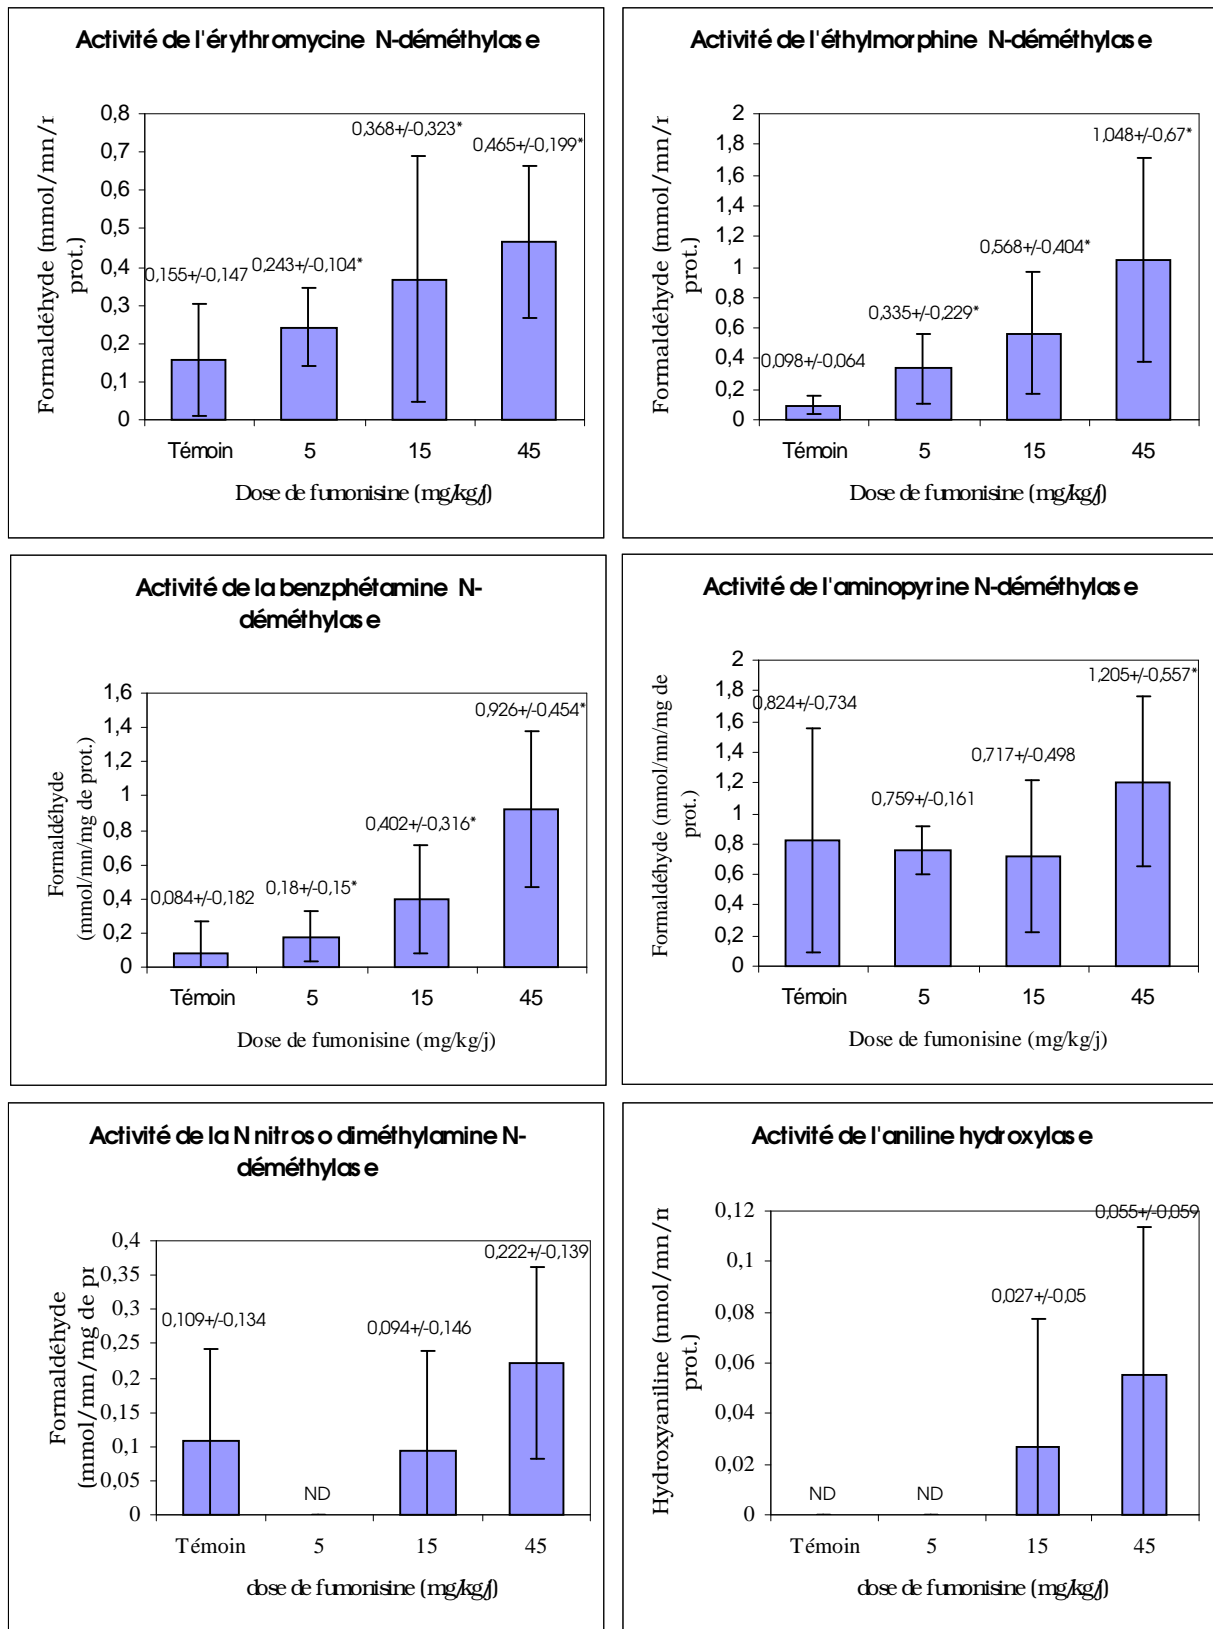 Activité de l'érythromycine N-déméthylase
Formaldéhyde (mmol/mn/
prot.)
0,8
0,7
0,6
0,5
0,4
0,3
0,2
0,1
0
0,155+/-0,147
0,243+/-0,104*
0,368+/-0,323*
0,465+/-0,199*
Témoin 5 15 45
Dose de fumonisine (mg/kg/j)
Activité de l'éthylmorphine N-déméthylase
Formaldéhyde (mmol/mn/
prot.)
2
1,8
1,6
1,4
1,2
1
0,8
0,6
0,4
0,2
0
0,098+/-0,064
0,335+/-0,229*
0,568+/-0,404*
1,048+/-0,67*
Témoin 5 15 45
Dose de fumonisine (mg/kg/j)
Activité de la benzphétamine N-
déméthylase
Formaldéhyde
(mmol/mn/mg de prot.)
1,6
1,4
1,2
1
0,8
0,6
0,4
0,2
0
0,084+/-0,182
0,18+/-0,15*
0,402+/-0,316*
0,926+/-0,454*
Témoin 5 15 45
Dose de fumonisine (mg/kg/j)
Activité de l'aminopyrine N-déméthylase
Formaldéhyde (mmol/mn/mg de
prot.)
2
1,8
1,6
1,4
1,2
1
0,8
0,6
0,4
0,2
0
0,824+/-0,734
0,759+/-0,161
0,717+/-0,498
1,205+/-0,557*
Témoin 5 15 45
Dose de fumonisine (mg/kg/j)
Activité de la N nitroso diméthylamine N-
déméthylase
Formaldéhyde
(mmol/mn/mg de
0,4
0,35
0,3
0,25
0,2
0,15
0,1
0,05
0
0,109+/-0,134
ND
0,094+/-0,146
0,222+/-0,139
Témoin 5 15 45
dose de fumonisine (mg/kg/j)
Activité de l'aniline hydroxylase
Hydroxyaniline (nmol/mn/
prot.)
0,12
0,1
0,08
0,06
0,04
0,02
0
ND
ND
0,027+/-0,05
0,055+/-0,059
Témoin 5 15 45
dose de fumonisine (mg/kg/j)